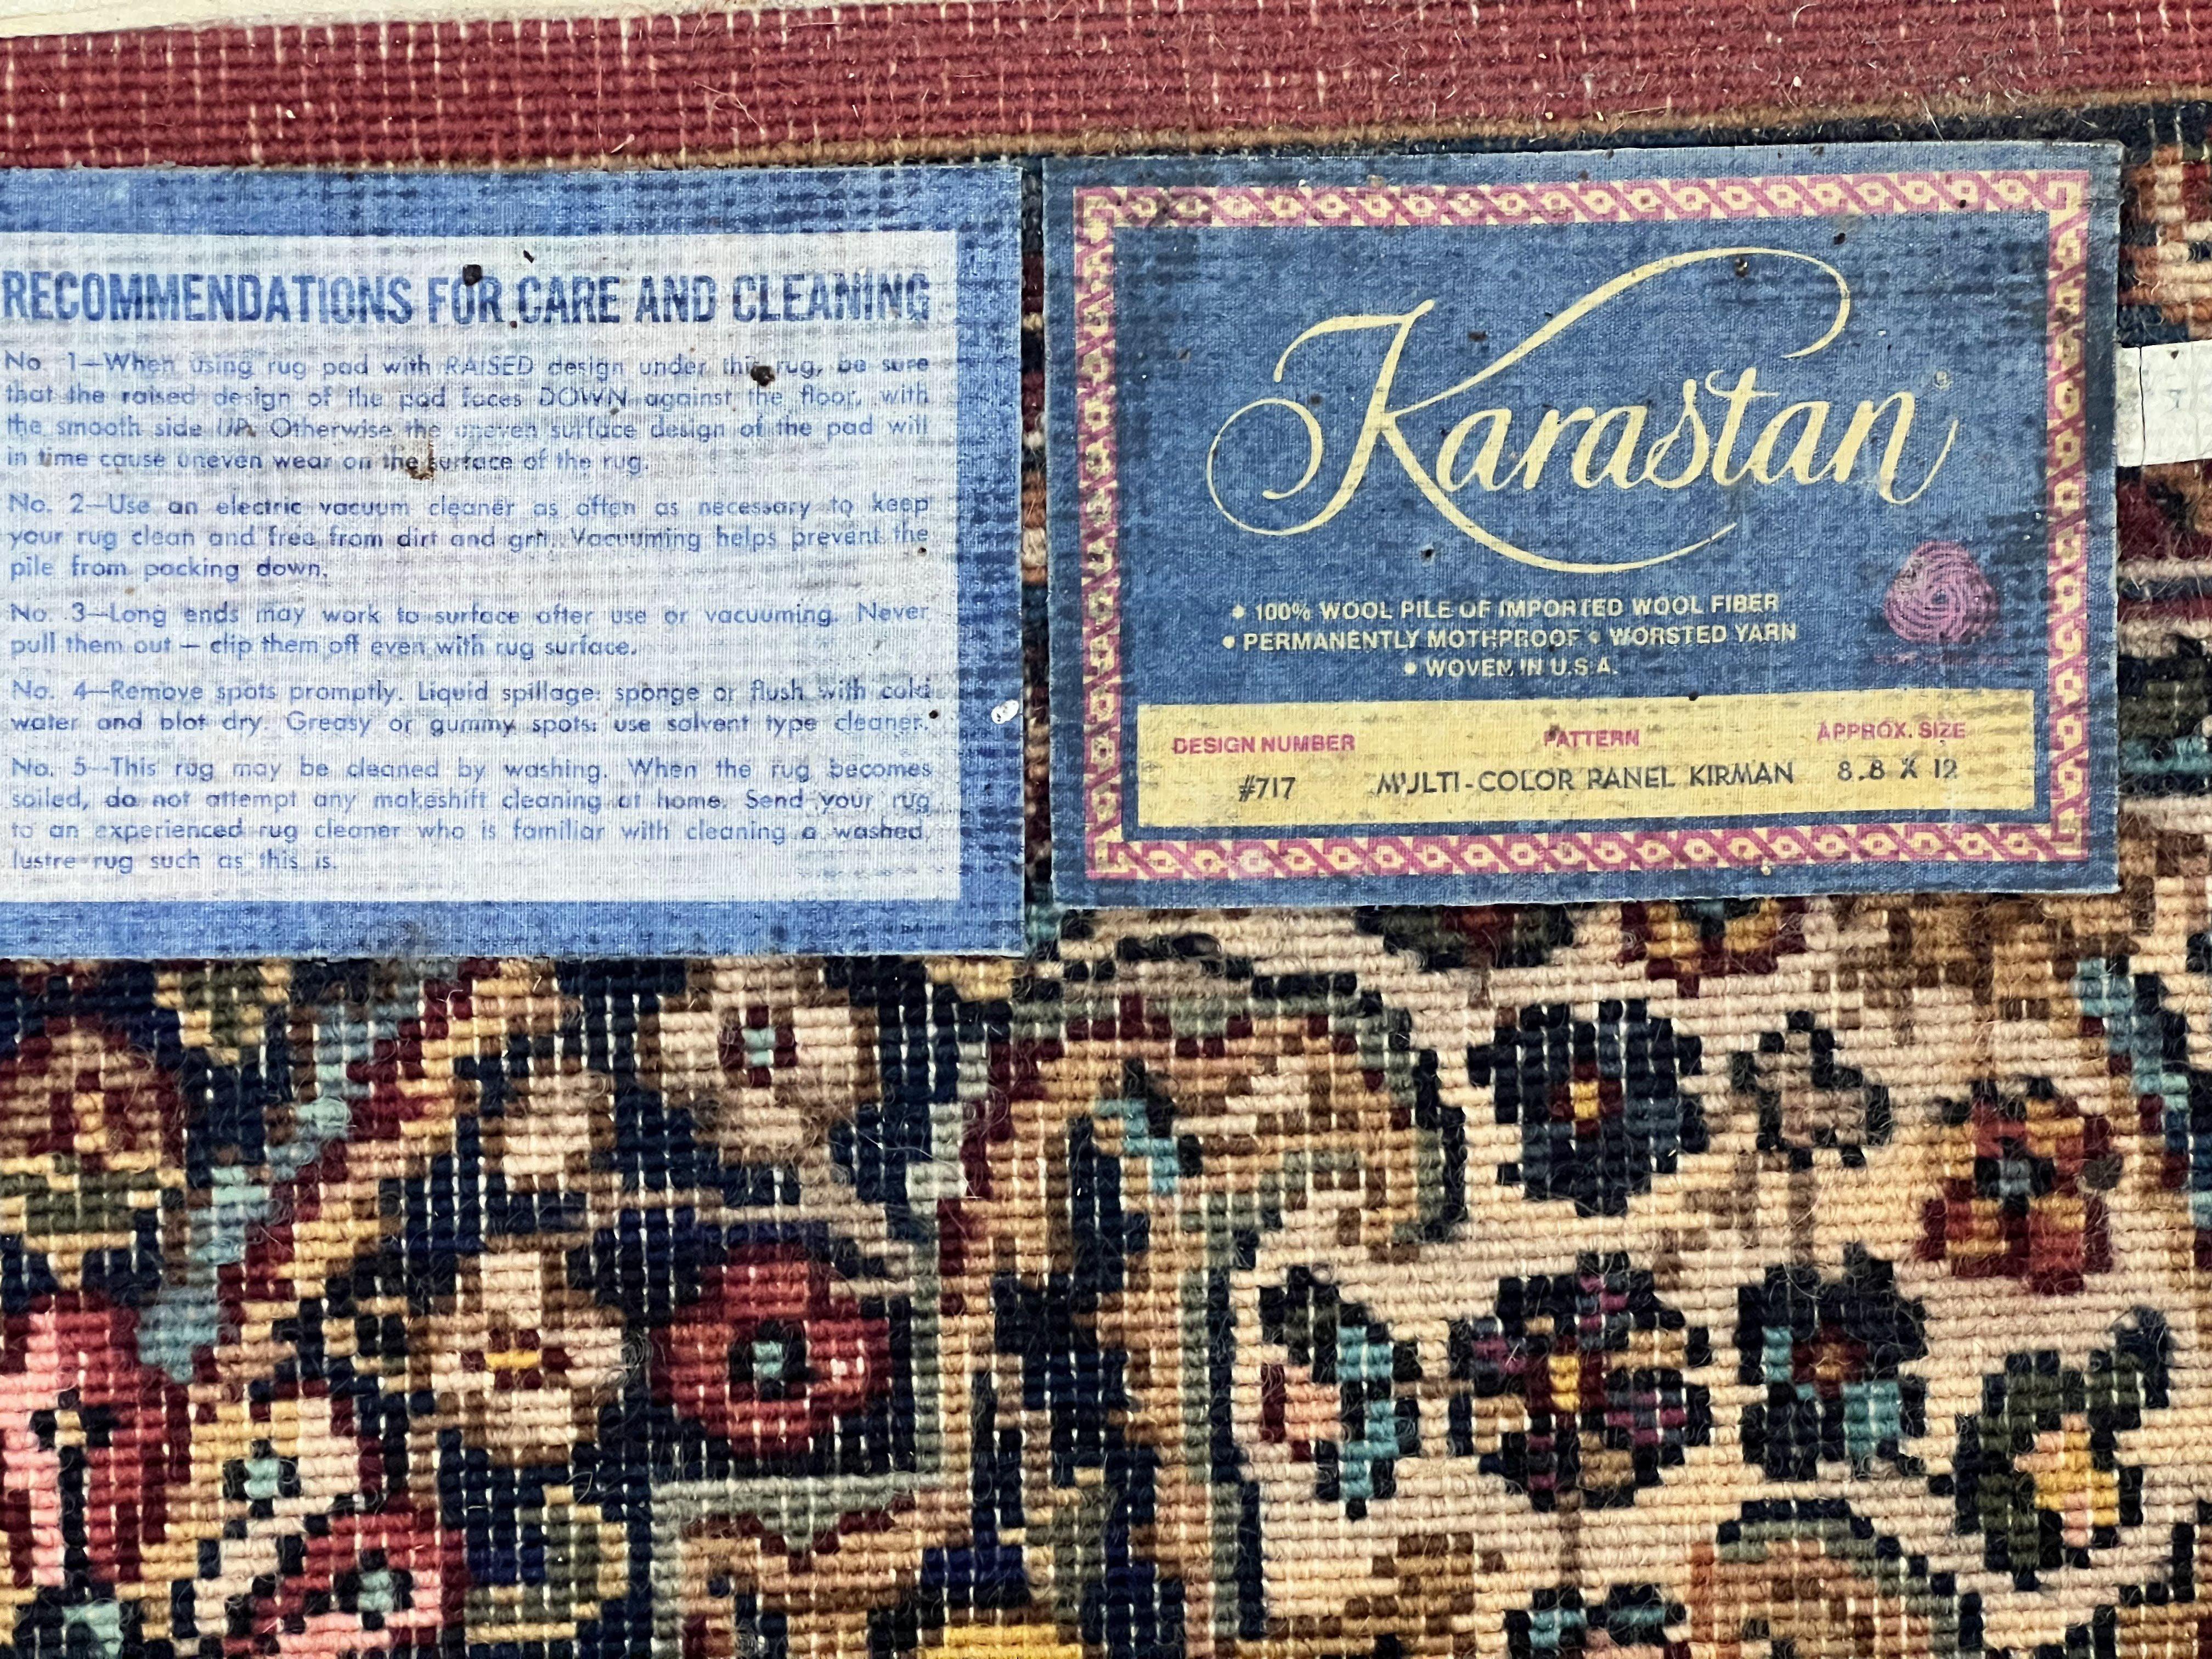 RECOMMENDATIONS FOR CARE AND CLEANING
No. 1—When using rug pad with RAISED design under this rug, be sure
that the raised design of the pad faces DOWN against the floor, with
the smooth side UP. Otherwise the uneven surface design of the pad will
in time cause uneven wear on the surface of the rug.
No. 2—Use an electric vacuum cleaner as often as necessary to keep
your rug clean and free from dirt and grit. Vacuuming helps prevent the
pile from packing down.
No. 3—Long ends may work to surface after use or vacuuming. Never
pull them out — clip them off even with rug surface.
No. 4—Remove spots promptly. Liquid spillage: sponge or flush with cold
water and blot dry. Greasy or gummy spots: use solvent type cleaner.
No. 5—This rug may be cleaned by washing. When the rug becomes
soiled, do not attempt any makeshift cleaning at home. Send your rug
to an experienced rug cleaner who is familiar with cleaning a washed,
lustre rug such as this is.
Karastan®
• 100% WOOL PILE OF IMPORTED WOOL FIBER
• PERMANENTLY MOTHPROOF • WORSTED YARN
• WOVEN IN U.S.A.
DESIGN NUMBER PATTERN APPROX. SIZE
#717 MULTI-COLOR PANEL KIRMAN 8.8 X 12
7